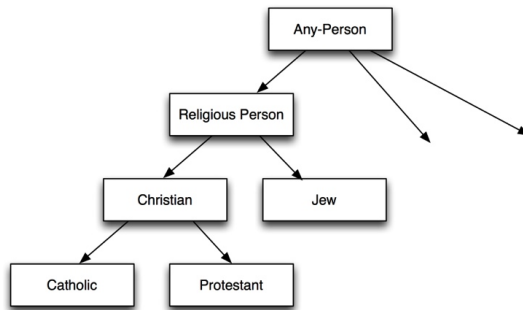 Any-Person
Religious Person
Christian
Jew
Catholic
Protestant